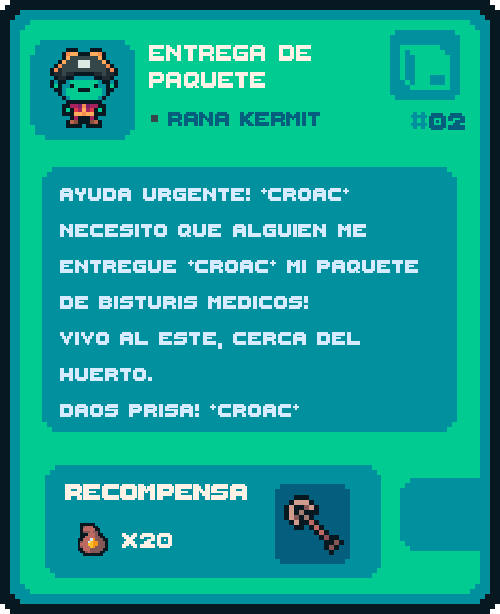 ENTREGA DE
PAQUETE
▪ RANA KERMIT
#02
AYUDA URGENTE! *CROAC*
NECESITO QUE ALGUIEN ME
ENTREGUE *CROAC* MI PAQUETE
DE BISTURIS MEDICOS!
VIVO AL ESTE, CERCA DEL
HUERTO.
DAOS PRISA! *CROAC*
RECOMPENSA
X20